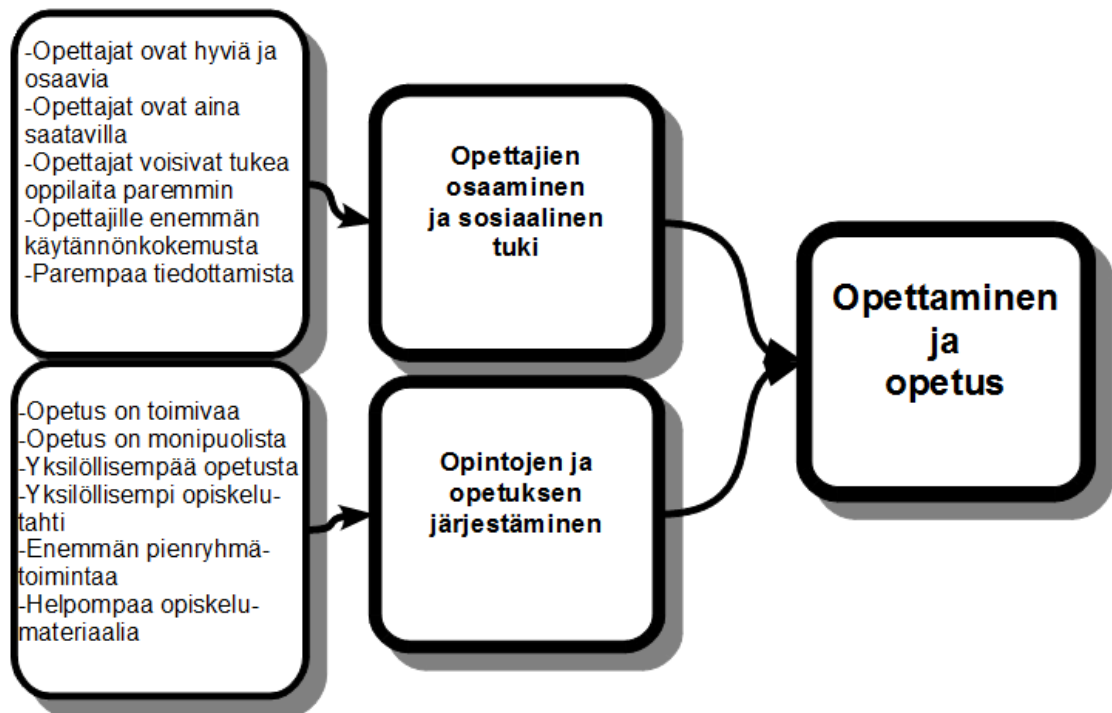 -Opettajat ovat hyviä ja
osaavia
-Opettajat ovat aina
saatavilla
-Opettajat voisivat tukea
oppilaita paremmin
-Opettajille enemmän
käytännönkokemusta
-Parempaa tiedottamista
Opettajien
osaaminen
ja sosiaalinen
tuki
-Opetus on toimivaa
-Opetus on monipuolista
-Yksilöllisempää opetusta
-Yksilöllisempi opiskelu-
tahti
-Enemmän pienryhmä-
toimintaa
-Helpompaa opiskelu-
materiaalia
Opintojen ja
opetuksen
järjestäminen
Opettaminen
ja
opetus